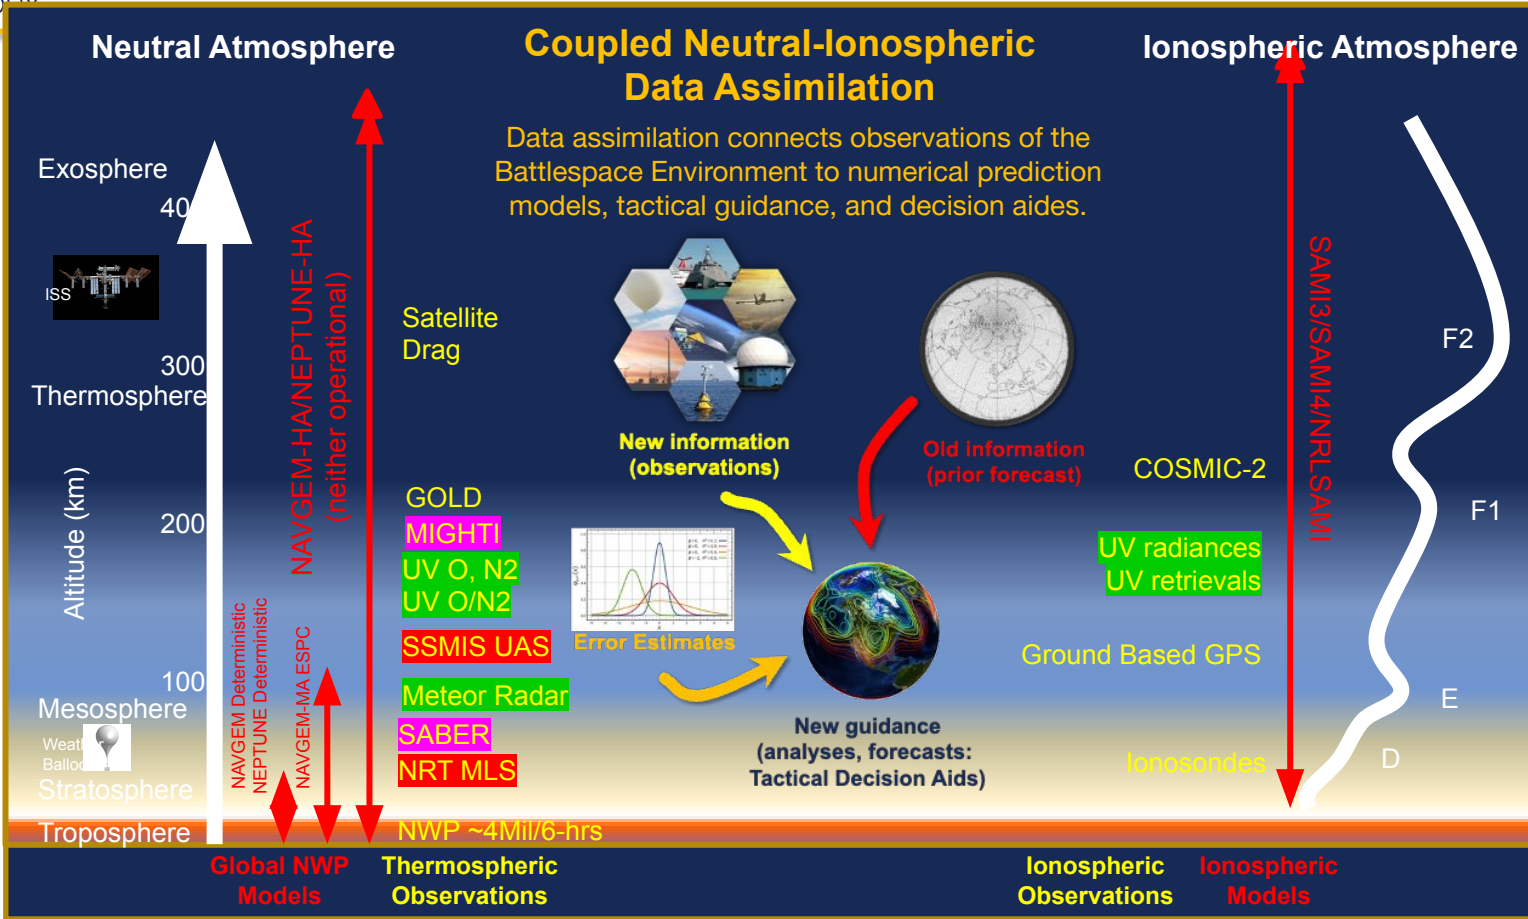 Neutral Atmosphere
Coupled Neutral-Ionospheric
Data Assimilation
Ionospheric Atmosphere
Data assimilation connects observations of the
Battlespace Environment to numerical prediction
models, tactical guidance, and decision aides.
Exosphere
40
ISS
300
Thermosphere
Altitude (km)
200
100
Mesosphere
Weather
Balloo
Stratosphere
Troposphere
NAVGEM Deterministic
NEPTUNE Deterministic
NAVGEM-MA ESPC
NAVGEM-HA/NEPTUNE-HA
(neither operational)
Satellite
Drag
GOLD
MIGHTI
UV O, N2
UV O/N2
SSMIS UAS
Meteor Radar
SABER
NRT MLS
NWP ~4Mil/6-hrs
New information
(observations)
Old information
(prior forecast)
Error Estimates
New guidance
(analyses, forecasts:
Tactical Decision Aids)
COSMIC-2
UV radiances
UV retrievals
Ground Based GPS
Ionosondes
SAMI3/SAMI4/NRLSAMI
F2
F1
E
D
Global NWP
Models
Thermospheric
Observations
Ionospheric
Observations
Ionospheric
Models